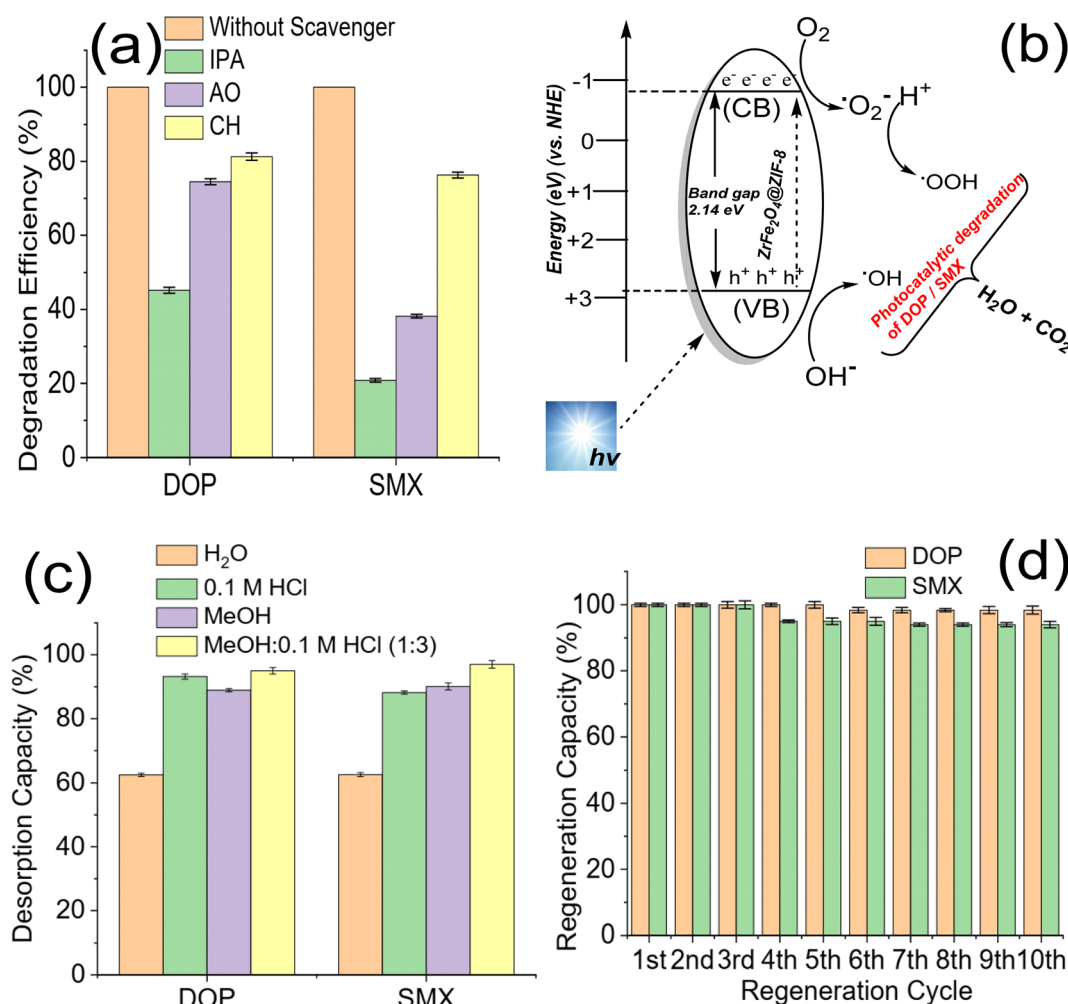 (a)
Without Scavenger
IPA
AO
CH
Degradation Efficiency (%)
100
80
60
40
20
0
DOP
SMX
(b)
Energy (eV) (vs. NHE)
-1
0
+1
+2
+3
O₂
e⁻ e⁻ e⁻ e⁻
(CB)
·O₂⁻ H⁺
·OOH
Band gap
2.14 eV
ZrFe₂O₄@ZIF-8
h⁺ h⁺ h⁺
(VB)
·OH
OH⁻
Photocatalytic degradation
of DOP / SMX
H₂O + CO₂
hv
(c)
H₂O
0.1 M HCl
MeOH
MeOH:0.1 M HCl (1:3)
Desorption Capacity (%)
100
80
60
40
20
0
DOP
SMX
(d)
DOP
SMX
Regeneration Capacity (%)
100
80
60
40
20
0
1st 2nd 3rd 4th 5th 6th 7th 8th 9th 10th
Regeneration Cycle